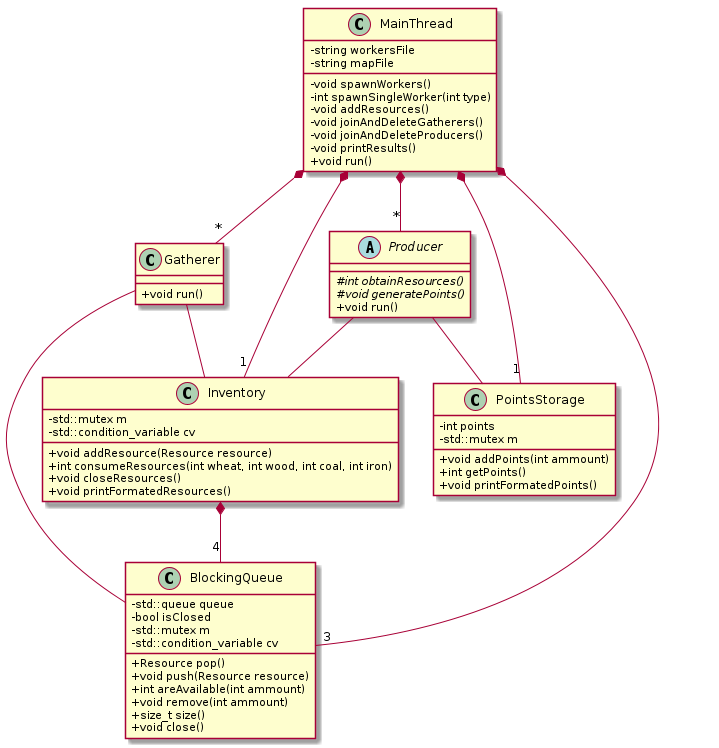 C MainThread
-string workersFile
-string mapFile
-void spawnWorkers()
-int spawnSingleWorker(int type)
-void addResources()
-void joinAndDeleteGatherers()
-void joinAndDeleteProducers()
-void printResults()
+void run()
*
*
C Gatherer
+void run()
A Producer
#int obtainResources()
#void generatePoints()
+void run()
1
1
C Inventory
-std::mutex m
-std::condition_variable cv
+void addResource(Resource resource)
+int consumeResources(int wheat, int wood, int coal, int iron)
+void closeResources()
+void printFormatedResources()
C PointsStorage
-int points
-std::mutex m
+void addPoints(int ammount)
+int getPoints()
+void printFormatedPoints()
4
3
C BlockingQueue
-std::queue queue
-bool isClosed
-std::mutex m
-std::condition_variable cv
+Resource pop()
+void push(Resource resource)
+int areAvailable(int ammount)
+void remove(int ammount)
+size_t size()
+void close()